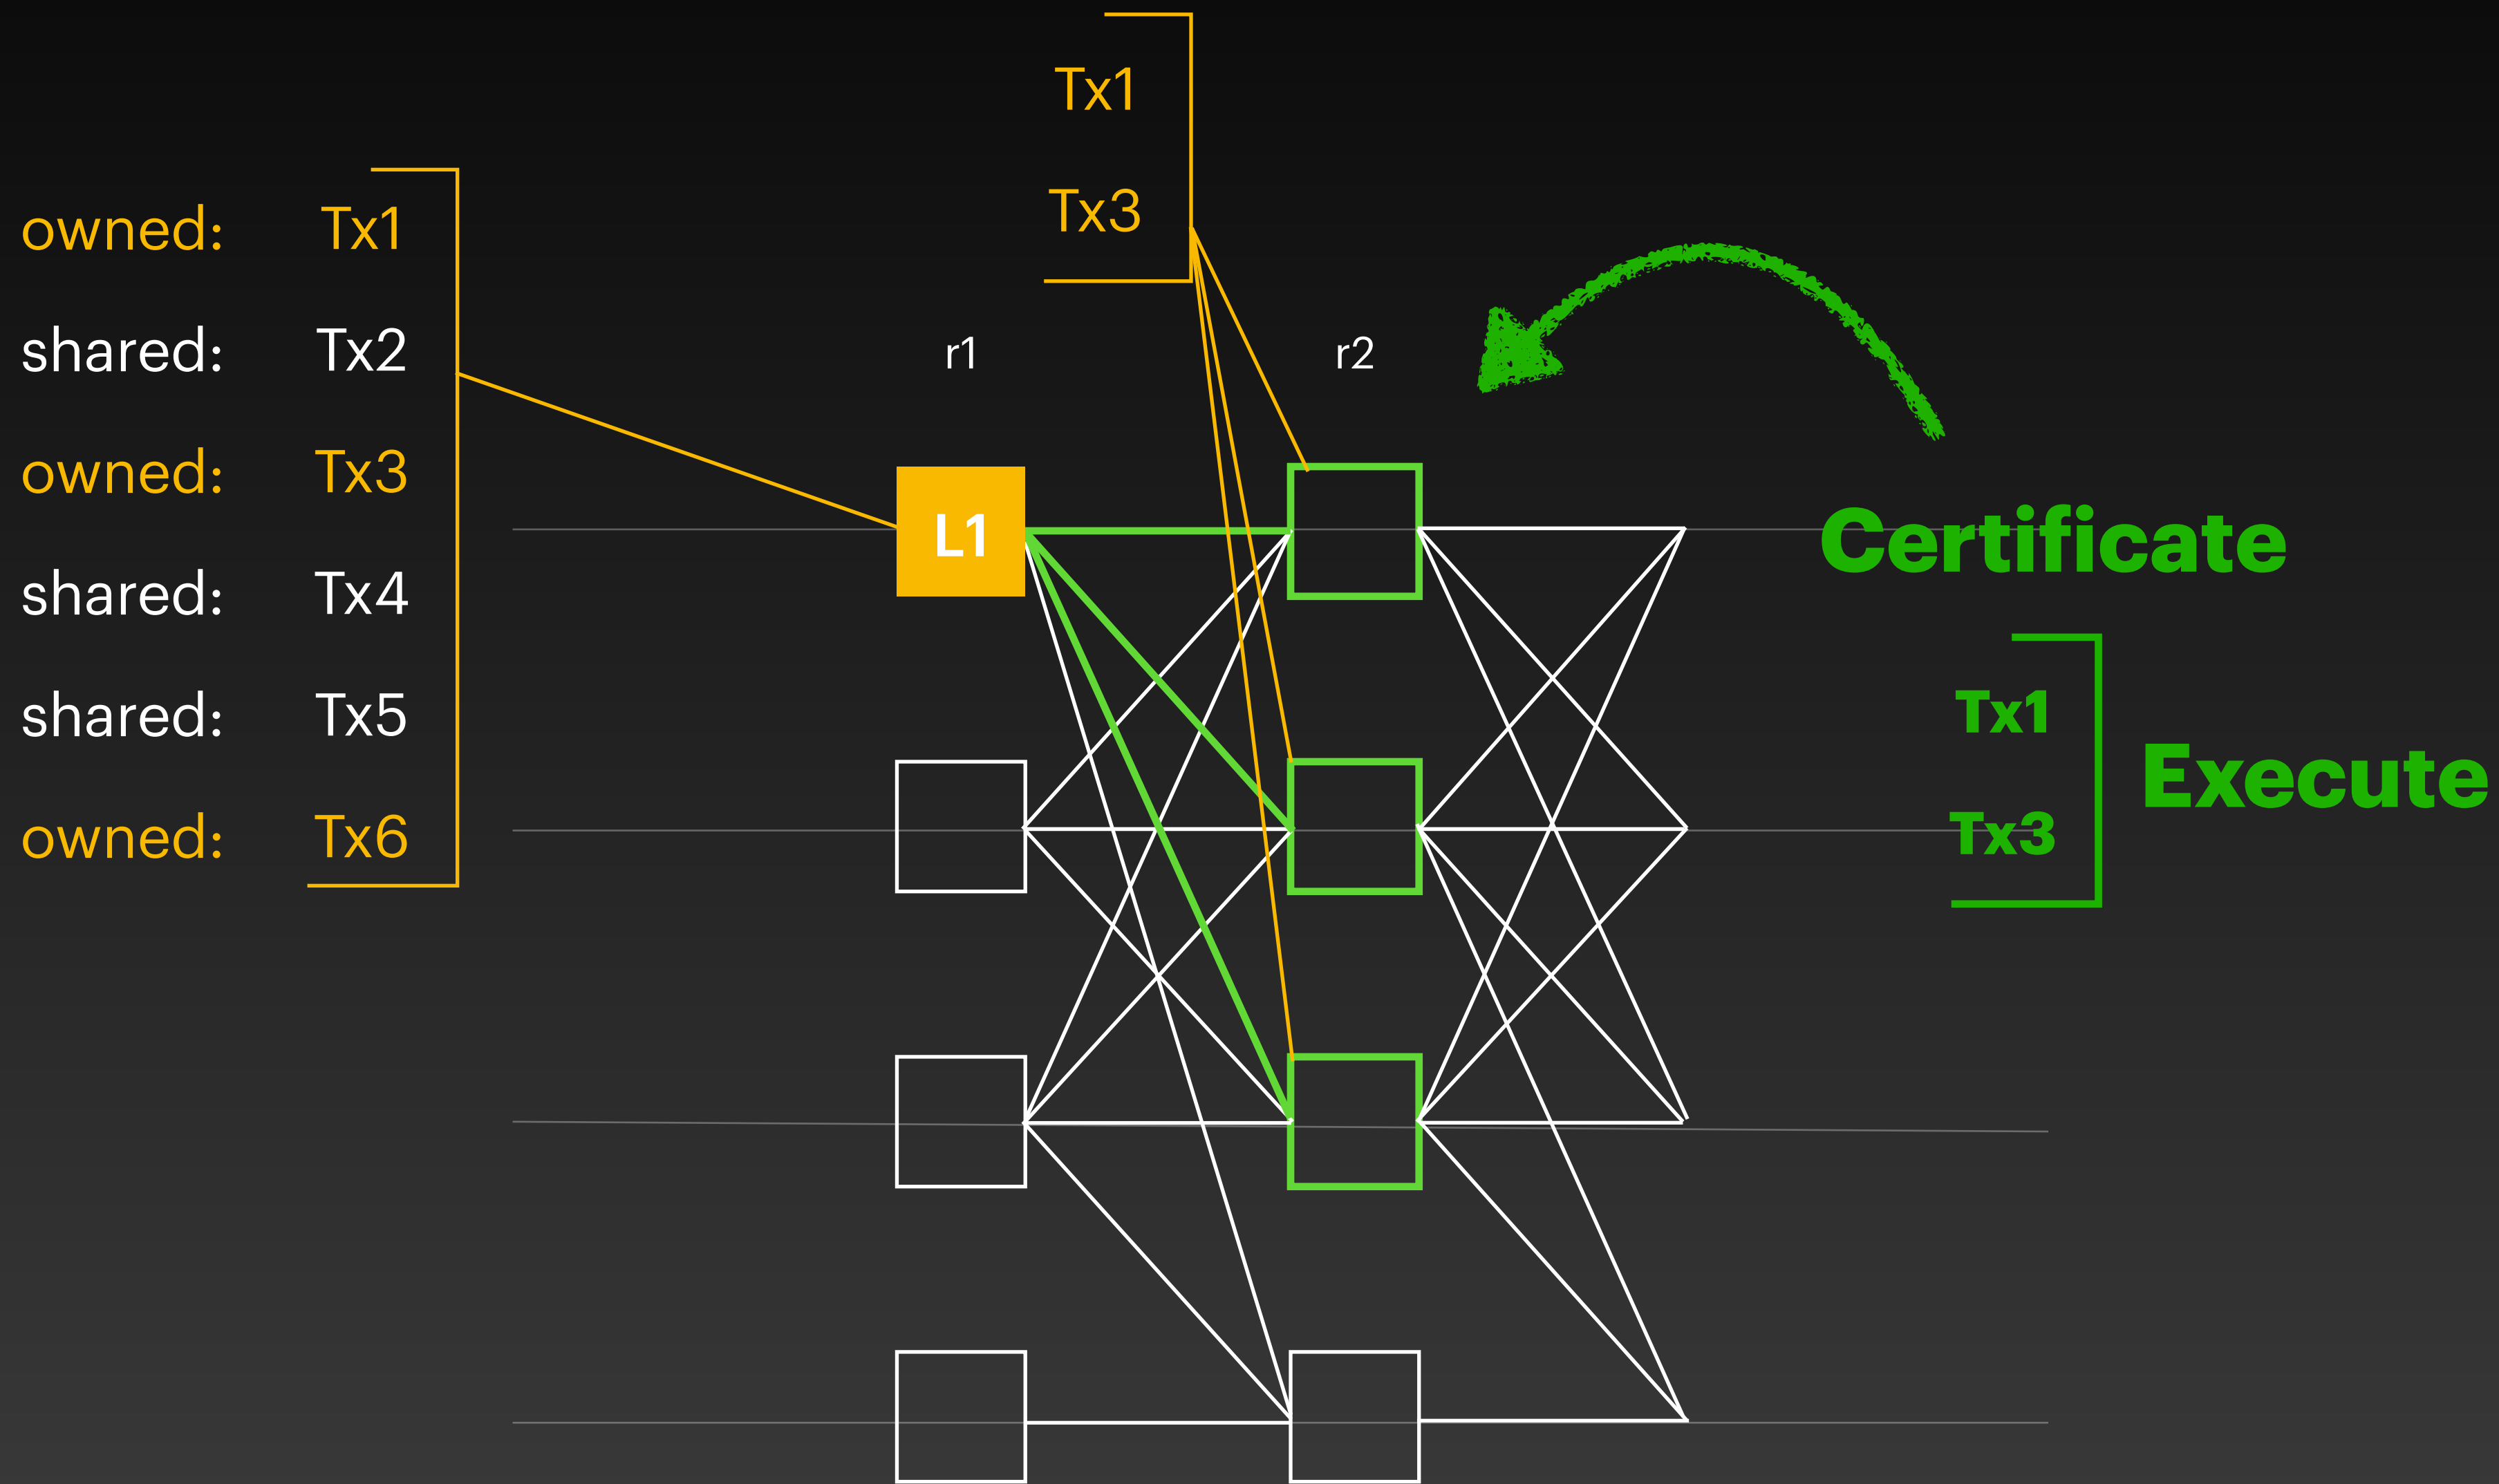 Tx1
Tx3
owned: Tx1
shared: Tx2
owned: Tx3
shared: Tx4
shared: Tx5
owned: Tx6
r1
r2
L1
Certificate
Tx1
Tx3
Execute